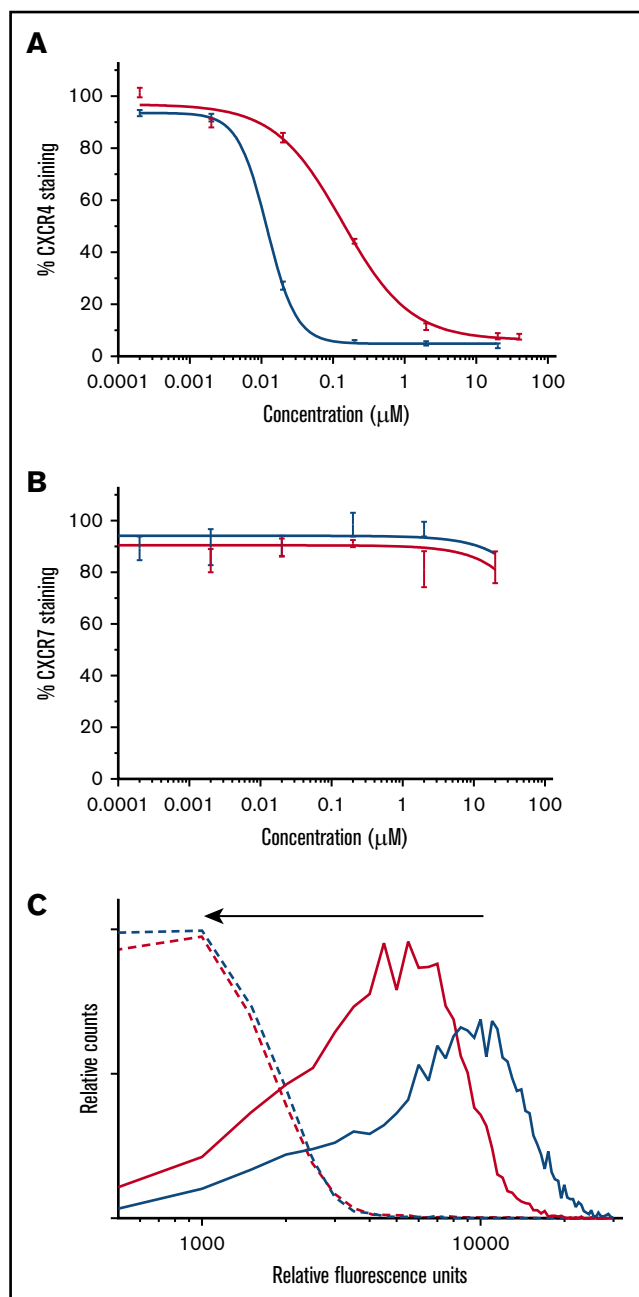 A
% CXCR4 staining
100
80
60
40
20
0
0.0001 0.001 0.01 0.1 1 10 100
Concentration (μM)
B
% CXCR7 staining
100
80
60
40
20
0
0.0001 0.001 0.01 0.1 1 10 100
Concentration (μM)
C
Relative counts
1000 10000
Relative fluorescence units